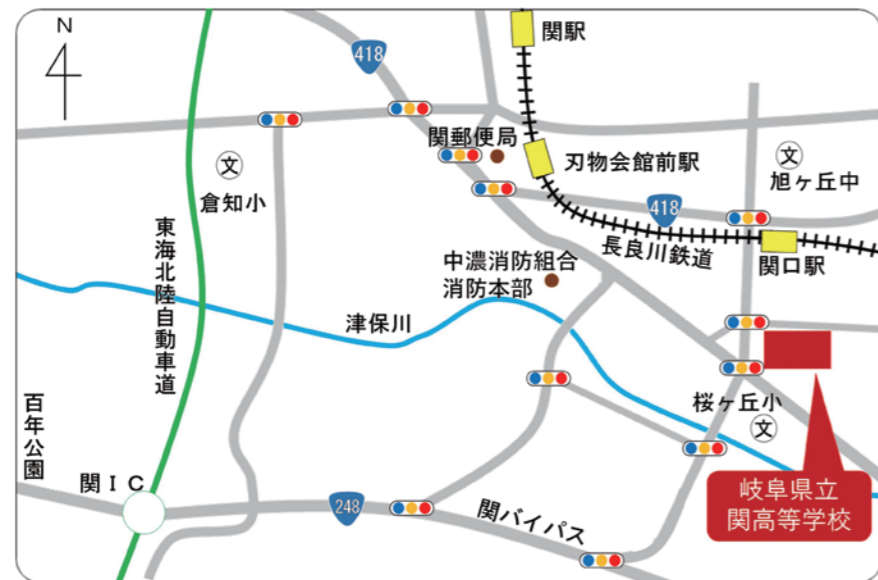 N
418
関駅
関郵便局
刃物会館前駅
文
旭ヶ丘中
文
倉知小
418
長良川鉄道
関口駅
東海北陸自動車道
中濃消防組合
消防本部
津保川
桜ヶ丘小
文
百年公園
関IC
248
関バイパス
岐阜県立
関高等学校